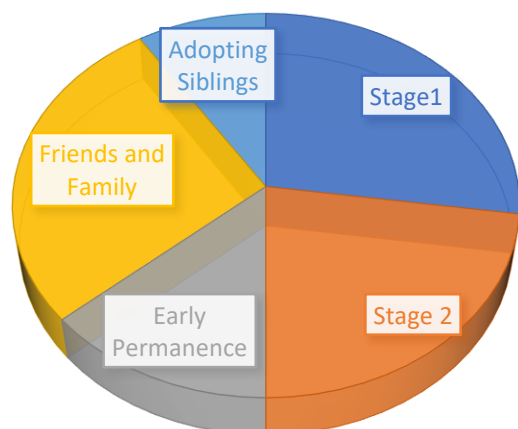 Adopting
Siblings
Stage1
Friends and
Family
Early
Permanence
Stage 2